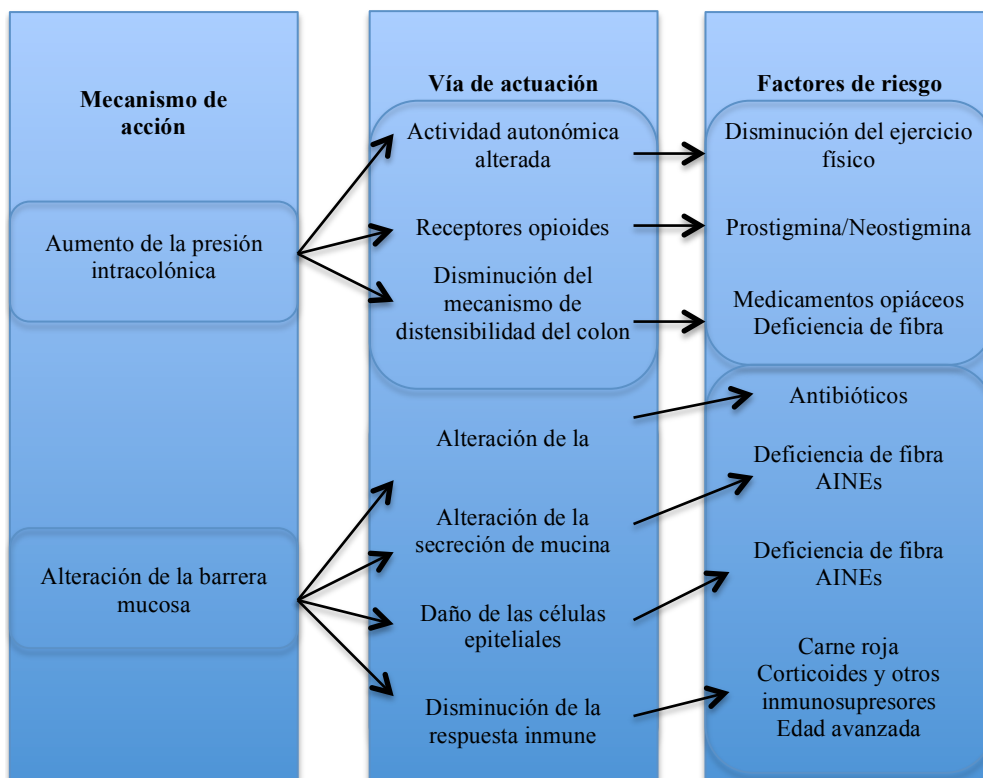 Mecanismo de
acción
Aumento de la presión
intracolónica
Alteración de la barrera
mucosa
Vía de actuación
Actividad autonómica
alterada
Receptores opioides
Disminución del
mecanismo de
distensibilidad del colon
Alteración de la
Alteración de la
secreción de mucina
Daño de las células
epiteliales
Disminución de la
respuesta inmune
Factores de riesgo
Disminución del ejercicio
físico
Prostigmina/Neostigmina
Medicamentos opiáceos
Deficiencia de fibra
Antibióticos
Deficiencia de fibra
AINEs
Deficiencia de fibra
AINEs
Carne roja
Corticoides y otros
inmunosupresores
Edad avanzada